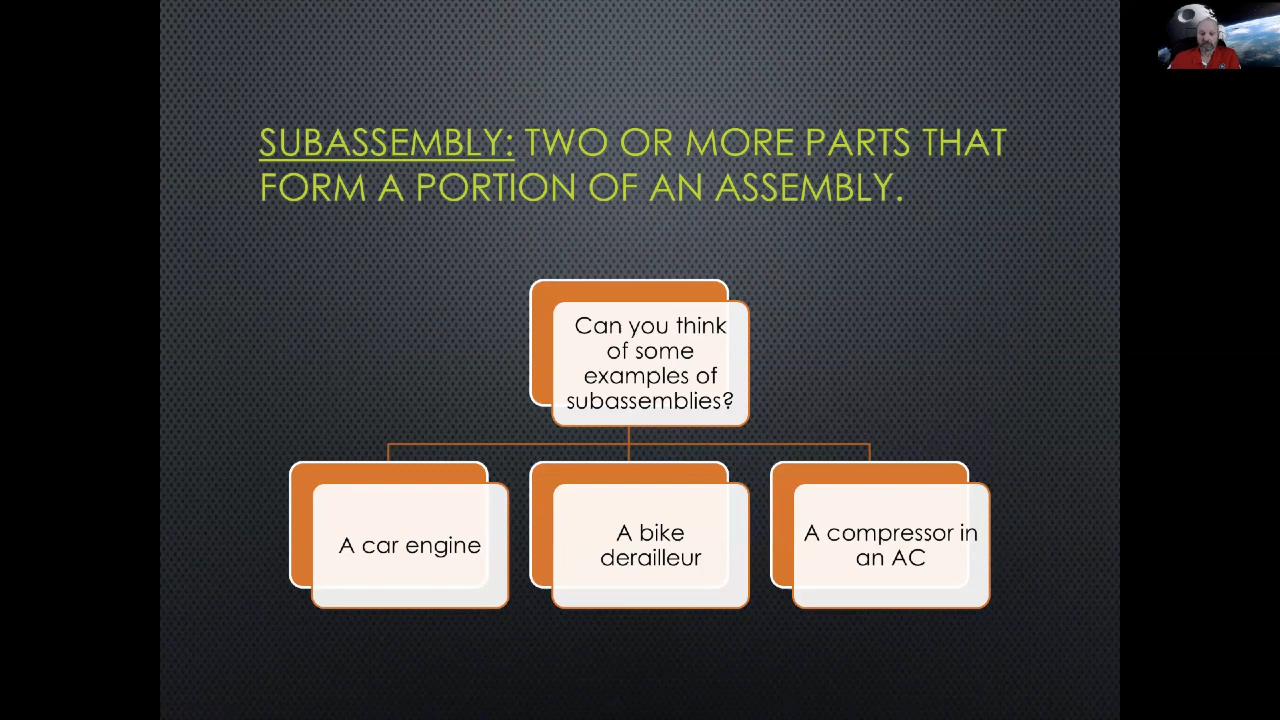 SUBASSEMBLY: TWO OR MORE PARTS THAT
FORM A PORTION OF AN ASSEMBLY.
Can you think
of some
examples of
subassemblies?
A car engine
A bike
derailleur
A compressor in
an AC